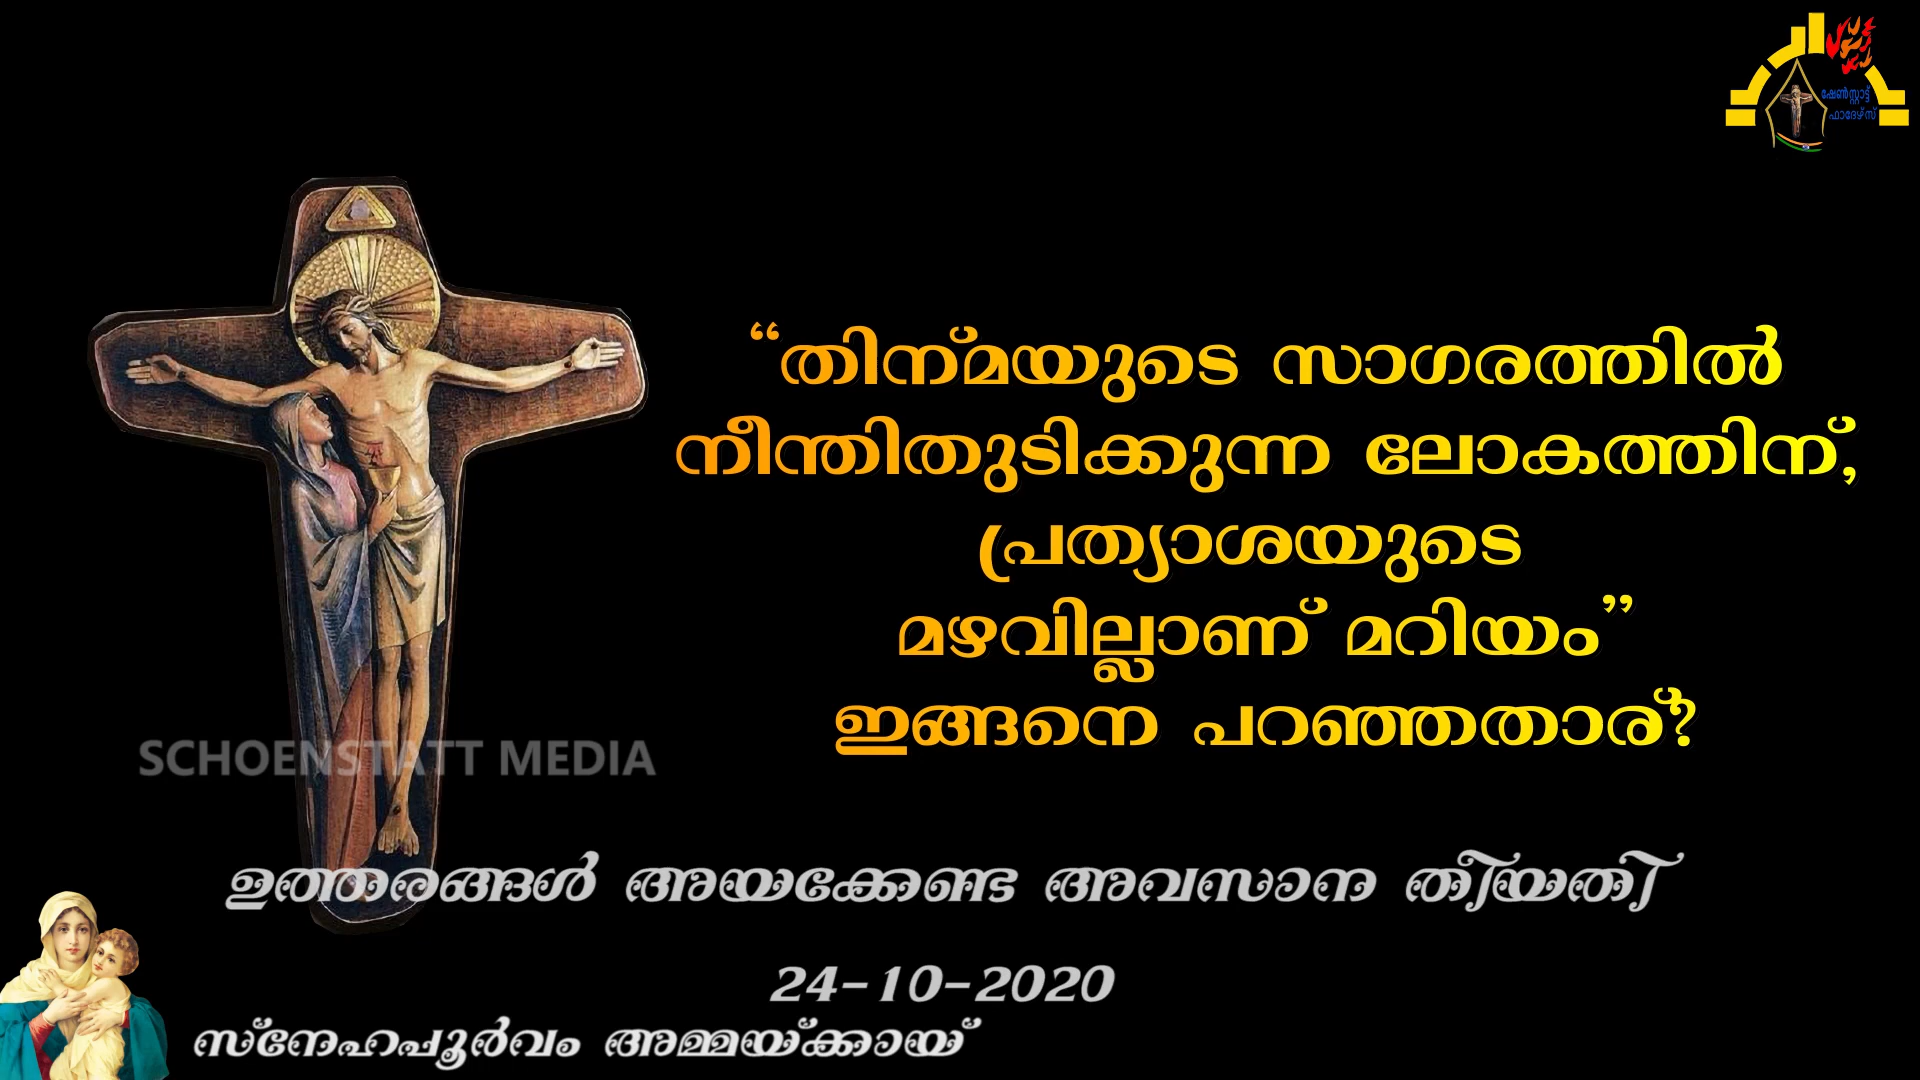 ഷേൺസ്റ്റാട്ട്
ഫാദേഴ്സ്
“തിന്മയുടെ സാഗരത്തിൽ
നീന്തിതുടിക്കുന്ന ലോകത്തിന്,
പ്രത്യാശയുടെ
മഴവില്ലാണ് മറിയം”
ഇങ്ങനെ പറഞ്ഞതാര്?
SCHOENSTATT MEDIA
ഉത്തരങ്ങൾ അയക്കേണ്ട അവസാന തീയതി
24-10-2020
സ്നേഹപൂർവം അമ്മയ്ക്കായ്